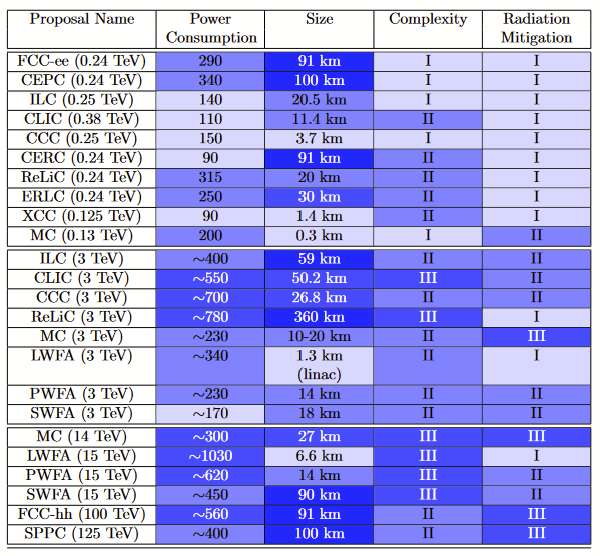 Proposal Name Power Size Complexity Radiation
Consumption Mitigation
FCC-ee (0.24 TeV) 290 91 km I I
CEPC (0.24 TeV) 340 100 km I I
ILC (0.25 TeV) 140 20.5 km I I
CLIC (0.38 TeV) 110 11.4 km II I
CCC (0.25 TeV) 150 3.7 km I I
CERC (0.24 TeV) 90 91 km II I
ReLiC (0.24 TeV) 315 20 km II I
ERLC (0.24 TeV) 250 30 km II I
XCC (0.125 TeV) 90 1.4 km II I
MC (0.13 TeV) 200 0.3 km I II
ILC (3 TeV) ~400 59 km II II
CLIC (3 TeV) ~550 50.2 km III II
CCC (3 TeV) ~700 26.8 km II II
ReLiC (3 TeV) ~780 360 km III I
MC (3 TeV) ~230 10-20 km II III
LWFA (3 TeV) ~340 1.3 km II I
(linac)
PWFA (3 TeV) ~230 14 km II II
SWFA (3 TeV) ~170 18 km II II
MC (14 TeV) ~300 27 km III III
LWFA (15 TeV) ~1030 6.6 km III I
PWFA (15 TeV) ~620 14 km III II
SWFA (15 TeV) ~450 90 km III II
FCC-hh (100 TeV) ~560 91 km II III
SPPC (125 TeV) ~400 100 km II III